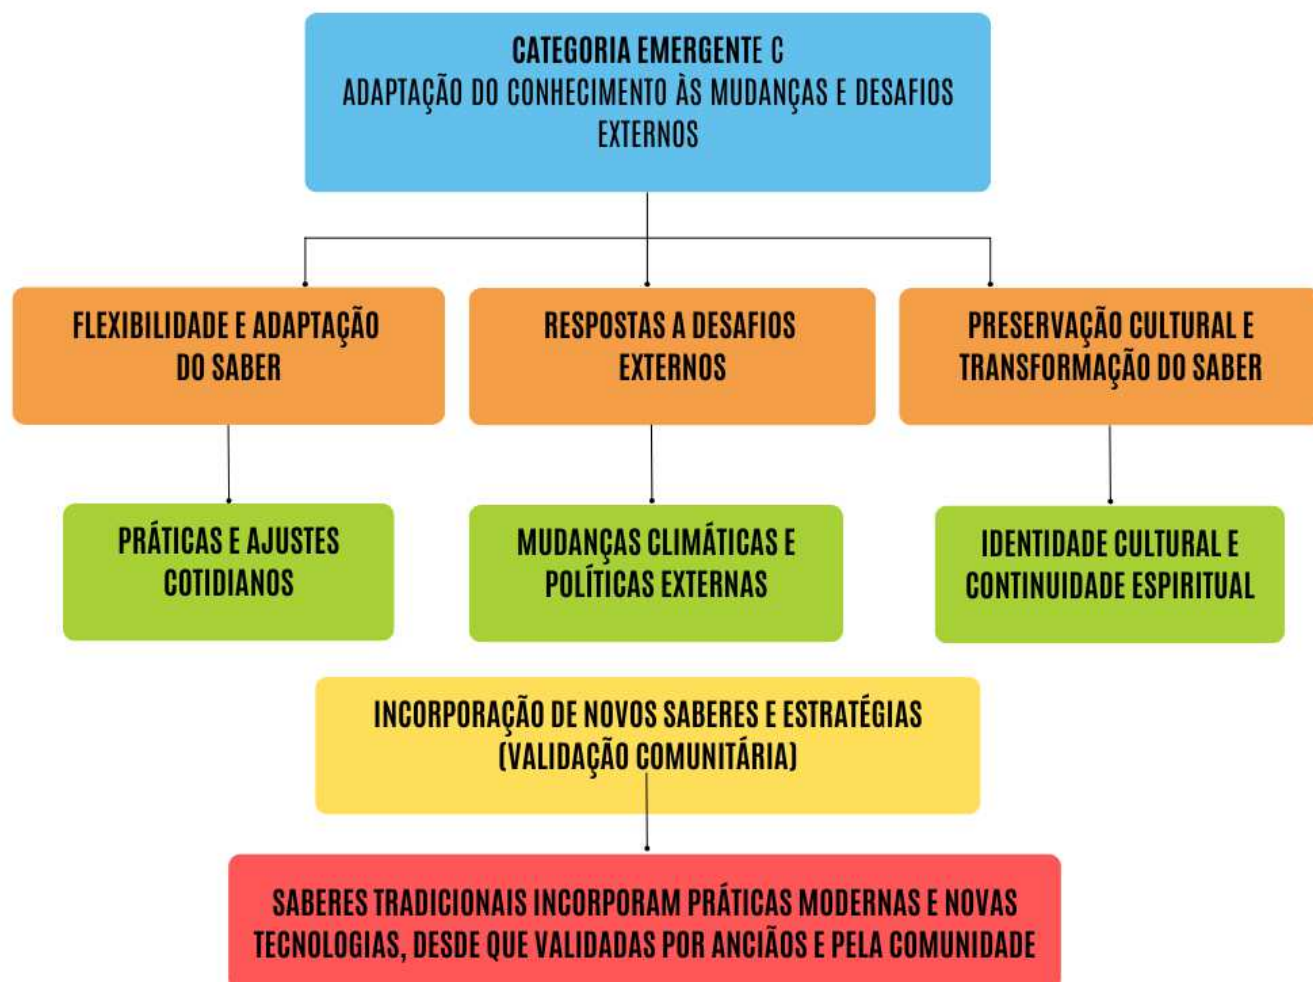 CATEGORIA EMERGENTE C
ADAPTAÇÃO DO CONHECIMENTO ÀS MUDANÇAS E DESAFIOS
EXTERNOS
FLEXIBILIDADE E ADAPTAÇÃO
DO SABER
RESPOSTAS A DESAFIOS
EXTERNOS
PRESERVAÇÃO CULTURAL E
TRANSFORMAÇÃO DO SABER
PRÁTICAS E AJUSTES
COTIDIANOS
MUDANÇAS CLIMÁTICAS E
POLÍTICAS EXTERNAS
IDENTIDADE CULTURAL E
CONTINUIDADE ESPIRITUAL
INCORPORAÇÃO DE NOVOS SABERES E ESTRATÉGIAS
(VALIDAÇÃO COMUNITÁRIA)
SABERES TRADICIONAIS INCORPORAM PRÁTICAS MODERNAS E NOVAS
TECNOLOGIAS, DESDE QUE VALIDADAS POR ANCIÃOS E PELA COMUNIDADE